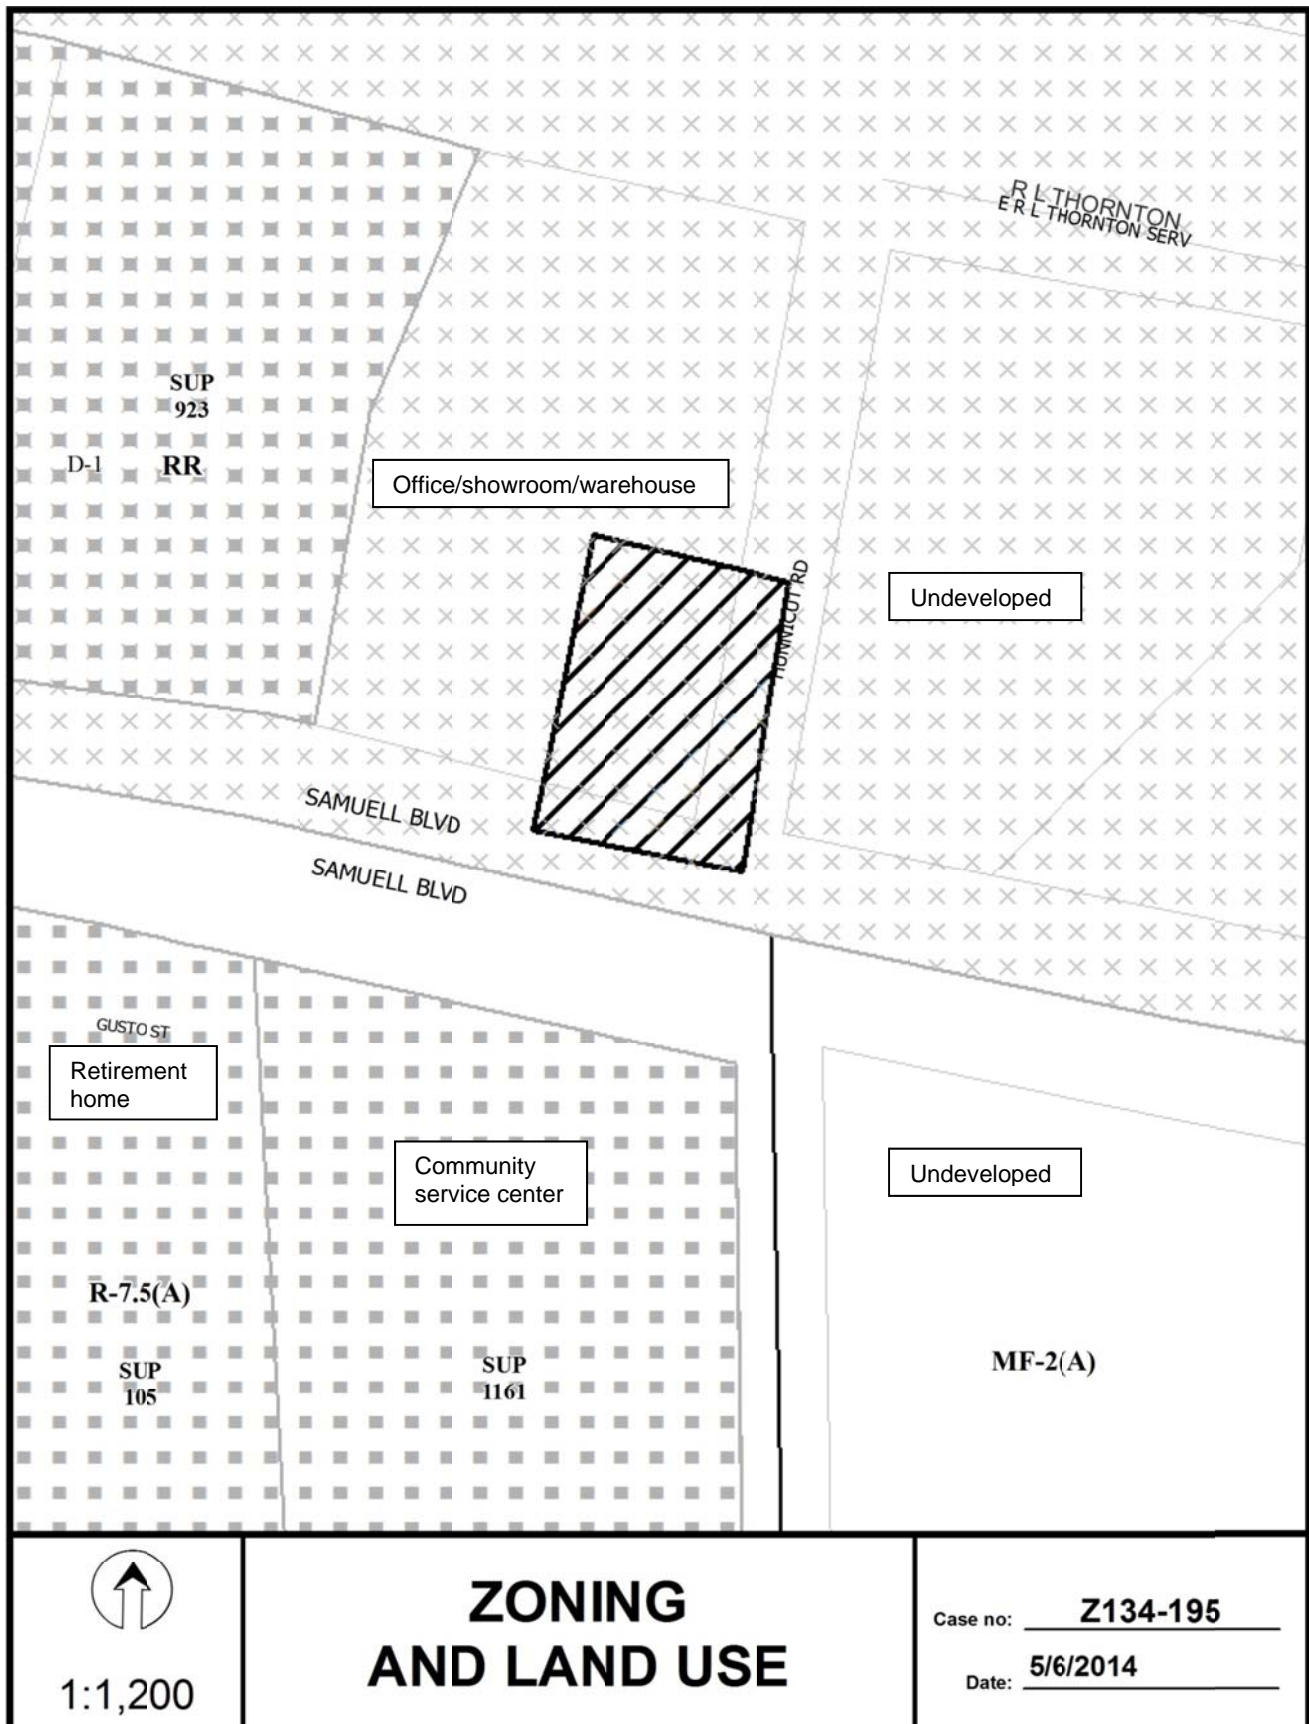 R L THORNTON
E R L THORNTON SERV
SUP
923
D-1 RR
Office/showroom/warehouse
HUNNICUT RD
Undeveloped
SAMUELL BLVD
SAMUELL BLVD
GUSTO ST
Retirement
home
Community
service center
Undeveloped
R-7.5(A)
SUP
105
SUP
1161
MF-2(A)
1:1,200
ZONING
AND LAND USE
Case no: Z134-195
Date: 5/6/2014